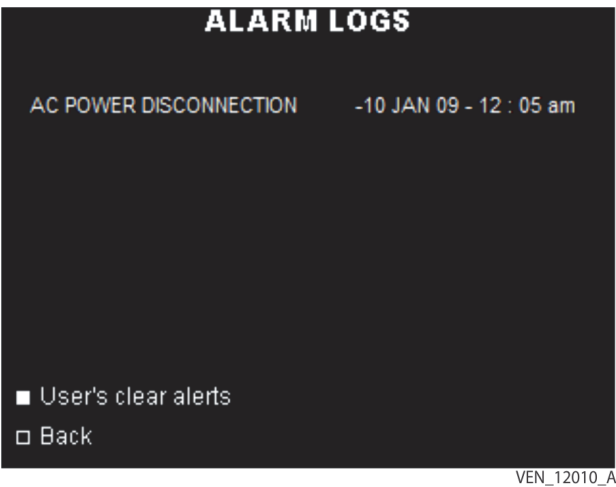 ALARM LOGS
AC POWER DISCONNECTION -10 JAN 09 - 12 : 05 am
User's clear alerts
Back
VEN_12010_A